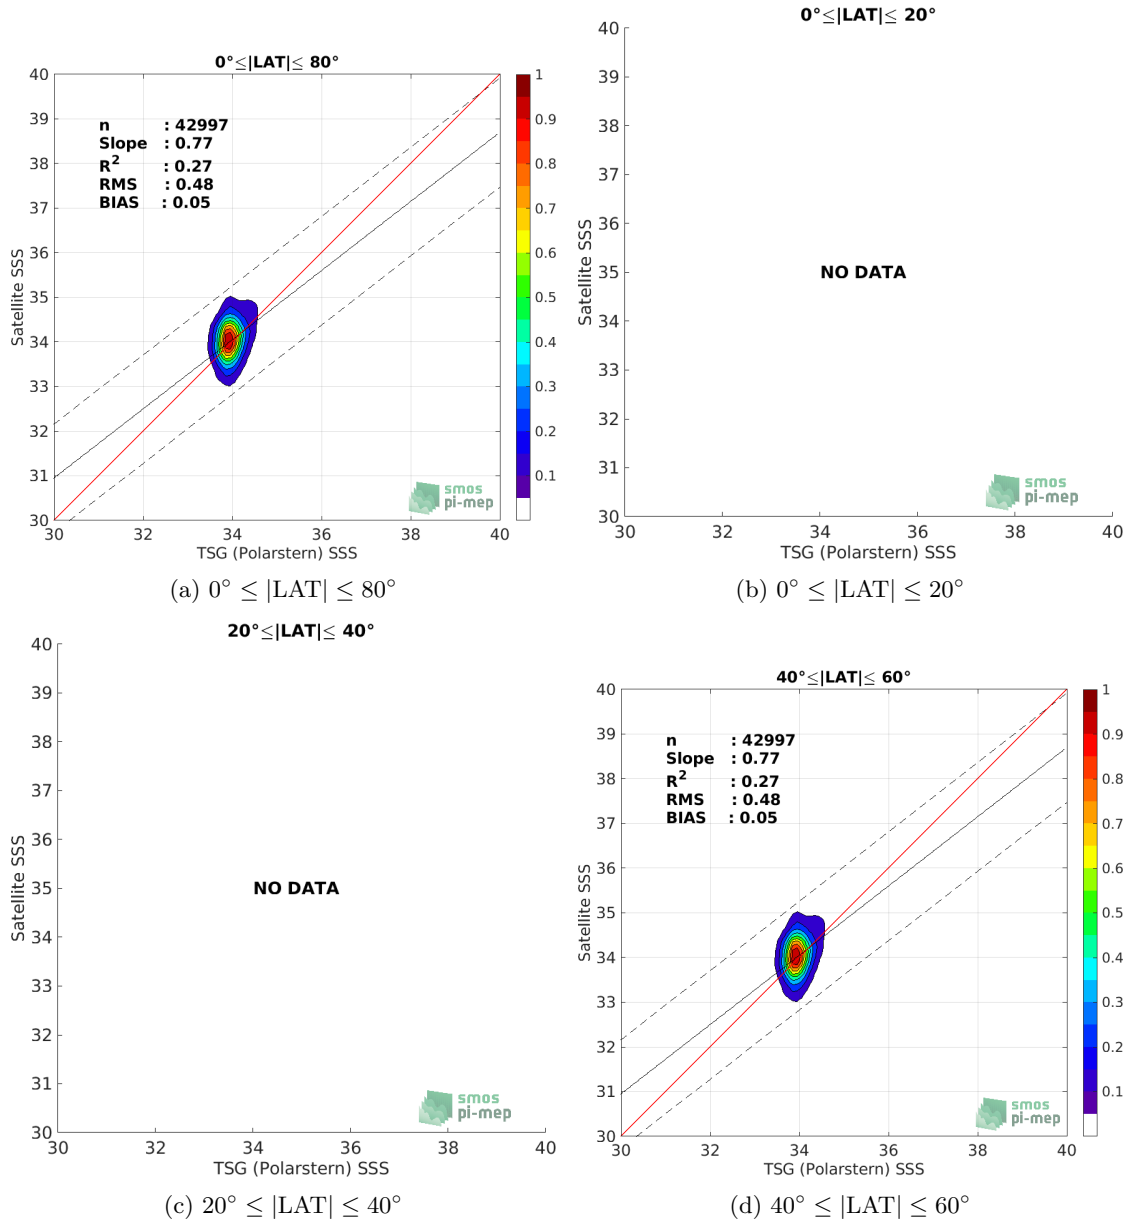 0°≤|LAT|≤ 80°
40
39
38
37
36
35
34
33
32
31
30
Satellite SSS
n : 42997
Slope : 0.77
R² : 0.27
RMS : 0.48
BIAS : 0.05
smos
pi-mep
30 32 34 36 38 40
TSG (Polarstern) SSS
1
0.9
0.8
0.7
0.6
0.5
0.4
0.3
0.2
0.1
(a) 0° ≤ |LAT| ≤ 80°
0°≤|LAT|≤ 20°
40
39
38
37
36
35
34
33
32
31
30
Satellite SSS
NO DATA
smos
pi-mep
30 32 34 36 38 40
TSG (Polarstern) SSS
(b) 0° ≤ |LAT| ≤ 20°
20°≤|LAT|≤ 40°
40
39
38
37
36
35
34
33
32
31
30
Satellite SSS
NO DATA
smos
pi-mep
30 32 34 36 38 40
TSG (Polarstern) SSS
(c) 20° ≤ |LAT| ≤ 40°
40°≤|LAT|≤ 60°
40
39
38
37
36
35
34
33
32
31
30
Satellite SSS
n : 42997
Slope : 0.77
R² : 0.27
RMS : 0.48
BIAS : 0.05
smos
pi-mep
30 32 34 36 38 40
TSG (Polarstern) SSS
1
0.9
0.8
0.7
0.6
0.5
0.4
0.3
0.2
0.1
(d) 40° ≤ |LAT| ≤ 60°